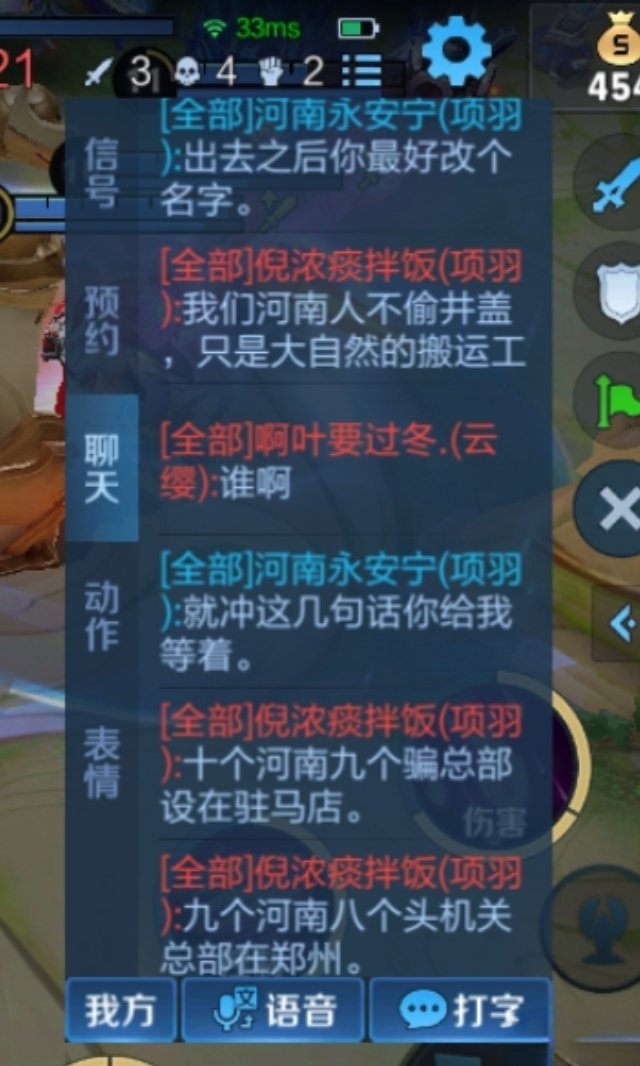 33ms
21
3
4
2
454
[全部]河南永安宁(项羽
):出去之后你最好改个
名字。
信号
[全部]倪浓痰拌饭(项羽
):我们河南人不偷井盖
，只是大自然的搬运工
预约
[全部]啊叶要过冬.(云
缨):谁啊
聊天
[全部]河南永安宁(项羽
):就冲这几句话你给我
等着。
动作
[全部]倪浓痰拌饭(项羽
):十个河南九个骗总部
设在驻马店。
表情
伤害
[全部]倪浓痰拌饭(项羽
):九个河南八个头机关
总部在郑州。
我方
语音
打字